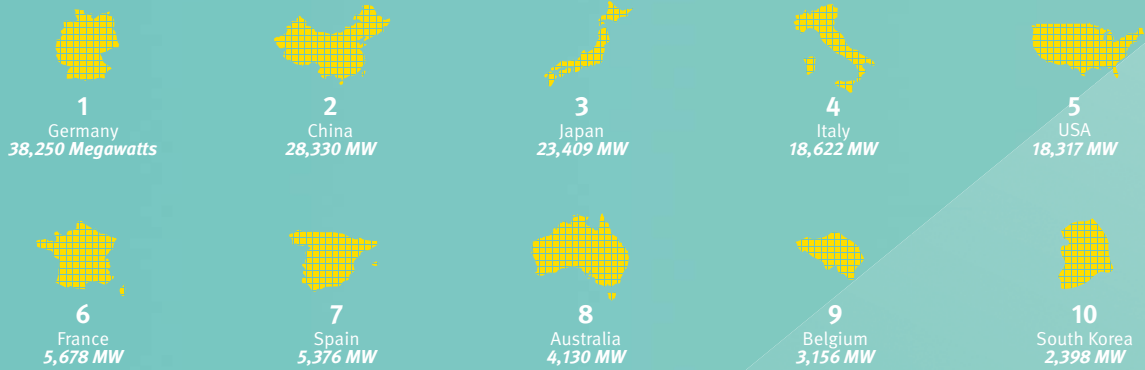 1
Germany
38,250 Megawatts
2
China
28,330 MW
3
Japan
23,409 MW
4
Italy
18,622 MW
5
USA
18,317 MW
6
France
5,678 MW
7
Spain
5,376 MW
8
Australia
4,130 MW
9
Belgium
3,156 MW
10
South Korea
2,398 MW